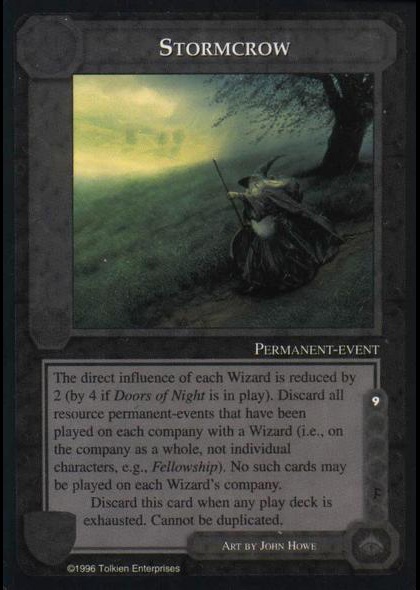 STORMCROW
PERMANENT-EVENT
The direct influence of each Wizard is reduced by
2 (by 4 if Doors of Night is in play). Discard all
resource permanent-events that have been
played on each company with a Wizard (i.e., on
the company as a whole, not individual
characters, e.g., Fellowship). No such cards may
be played on each Wizard's company.
Discard this card when any play deck is
exhausted. Cannot be duplicated.
9
F
ART BY JOHN HOWE
©1996 Tolkien Enterprises